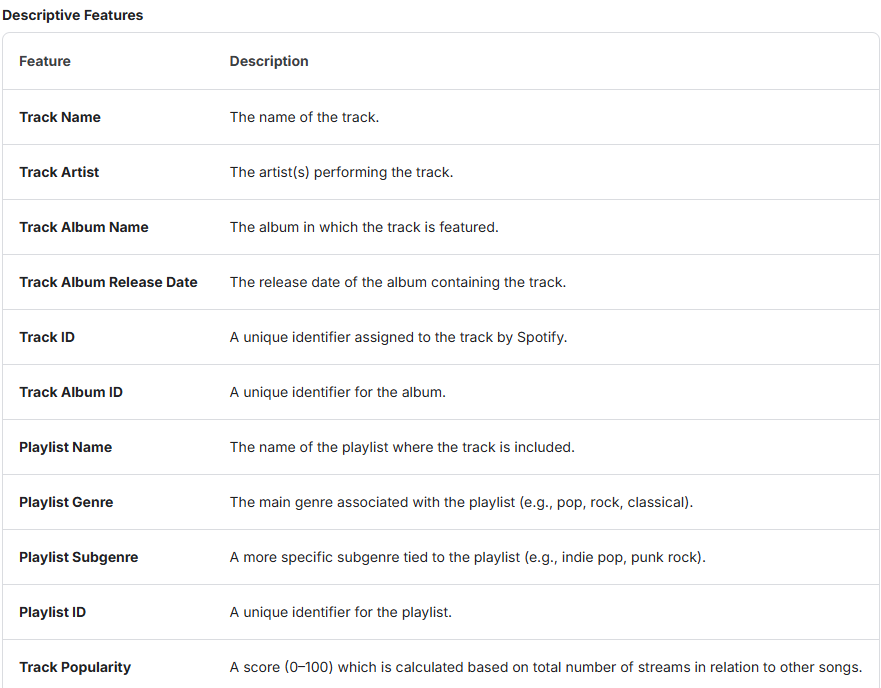 Descriptive Features
Feature Description
Track Name The name of the track.
Track Artist The artist(s) performing the track.
Track Album Name The album in which the track is featured.
Track Album Release Date The release date of the album containing the track.
Track ID A unique identifier assigned to the track by Spotify.
Track Album ID A unique identifier for the album.
Playlist Name The name of the playlist where the track is included.
Playlist Genre The main genre associated with the playlist (e.g., pop, rock, classical).
Playlist Subgenre A more specific subgenre tied to the playlist (e.g., indie pop, punk rock).
Playlist ID A unique identifier for the playlist.
Track Popularity A score (0–100) which is calculated based on total number of streams in relation to other songs.